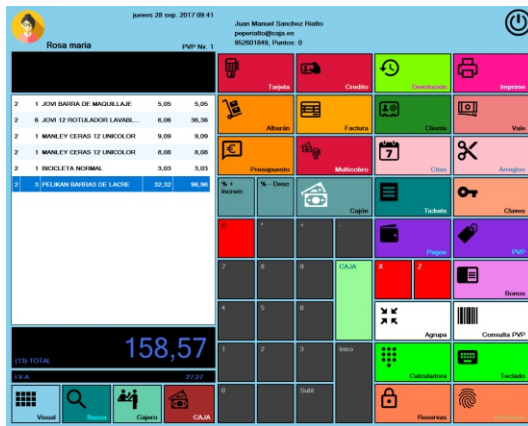 jueves 28 sep. 2017 09:41
Rosa maria
PVP Nv. 1
Juan Manuel Sanchez Rialto
peperialto@caja.es
952601849, Puntos: 0
2 1 JOVI BARRA DE MAQUILLAJE 5,05 5,05
2 6 JOVI 12 ROTULADOR LAVABL... 6,06 36,36
2 1 MANLEY CERAS 12 UNICOLOR 9,09 9,09
2 1 MANLEY CERAS 12 UNICOLOR 8,08 8,08
2 1 BICICLETA NORMAL 3,03 3,03
2 3 PELIKAN BARRAS DE LACRE 32,32 96,96
(13) TOTAL 158,57
I.V.A. 27,27
Visual
Busca
Cajero
CAJA
Tarjeta
Credito
Devolución
Imprime
Albarán
Factura
Cliente
Vale
Presupuesto
Multicobro
7
Citas
Arreglos
% + Increm
% - Desc
Cajón
Tickets
Claves
C
*
+
-
Pagos
PVP
7
8
9
CAJA
X
Z
Bonos
4
5
6
Agrupa
Consulta PVP
1
2
3
Intro
Calculadora
Teclado
0
.
Subt
Reservas